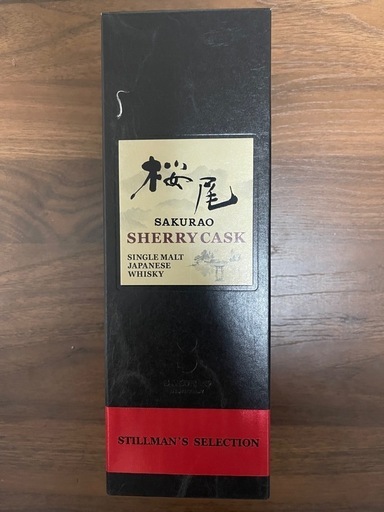 桜尾
SAKURAO
SHERRY CASK
SINGLE MALT
JAPANESE
WHISKY
STILLMAN'S SELECTION